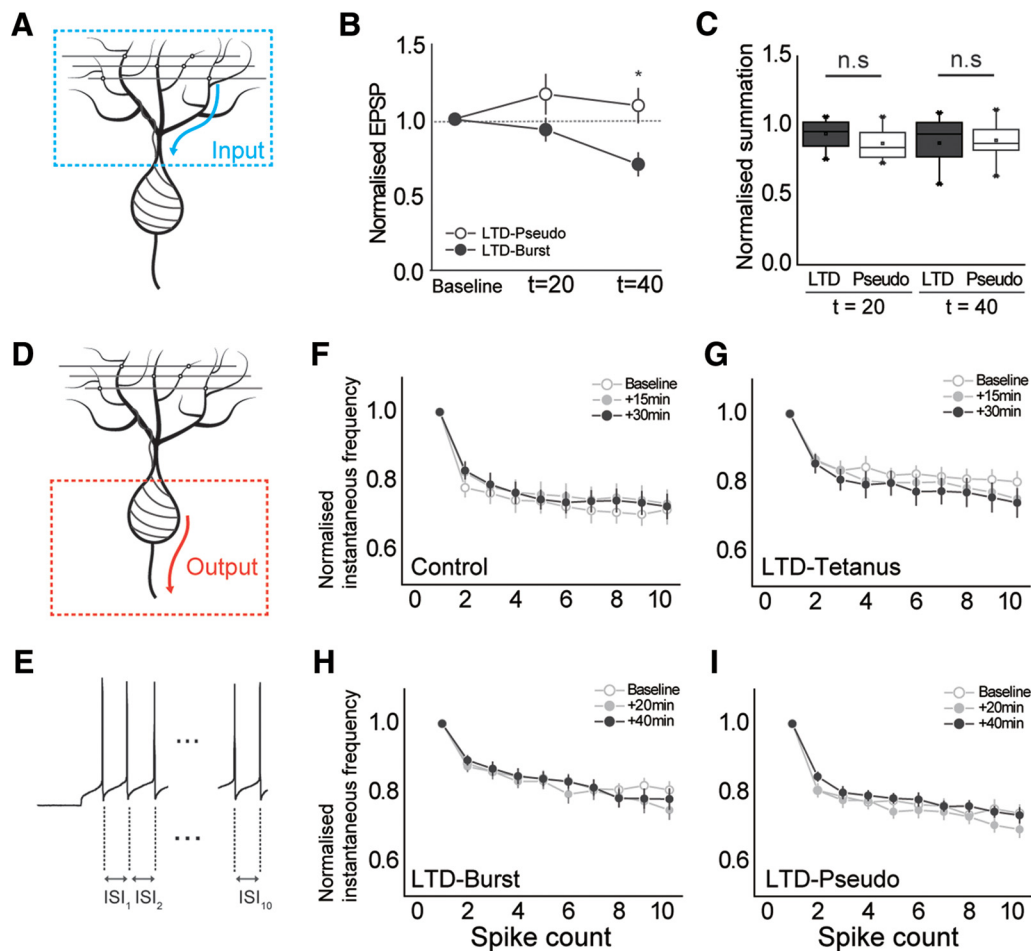 A
Input
B
Normalised EPSP
1.5
*
1.0
LTD-Pseudo
LTD-Burst
0.0
Baseline t=20 t=40
C
Normalised summation
1.5
n.s n.s
1.0
0.5
0.0
LTD Pseudo LTD Pseudo
t = 20 t = 40
D
Output
E
...
...
ISI1 ISI2 ISI10
F
Normalised
instantaneous frequency
Baseline
+15min
+30min
1.0
0.8
0.6
Control
0 2 4 6 8 10
G
Baseline
+15min
+30min
1.0
0.8
0.6
LTD-Tetanus
0 2 4 6 8 10
H
Normalised
instantaneous frequency
Baseline
+20min
+40min
1.0
0.8
0.6
LTD-Burst
0 2 4 6 8 10
Spike count
I
Baseline
+20min
+40min
1.0
0.8
0.6
LTD-Pseudo
0 2 4 6 8 10
Spike count